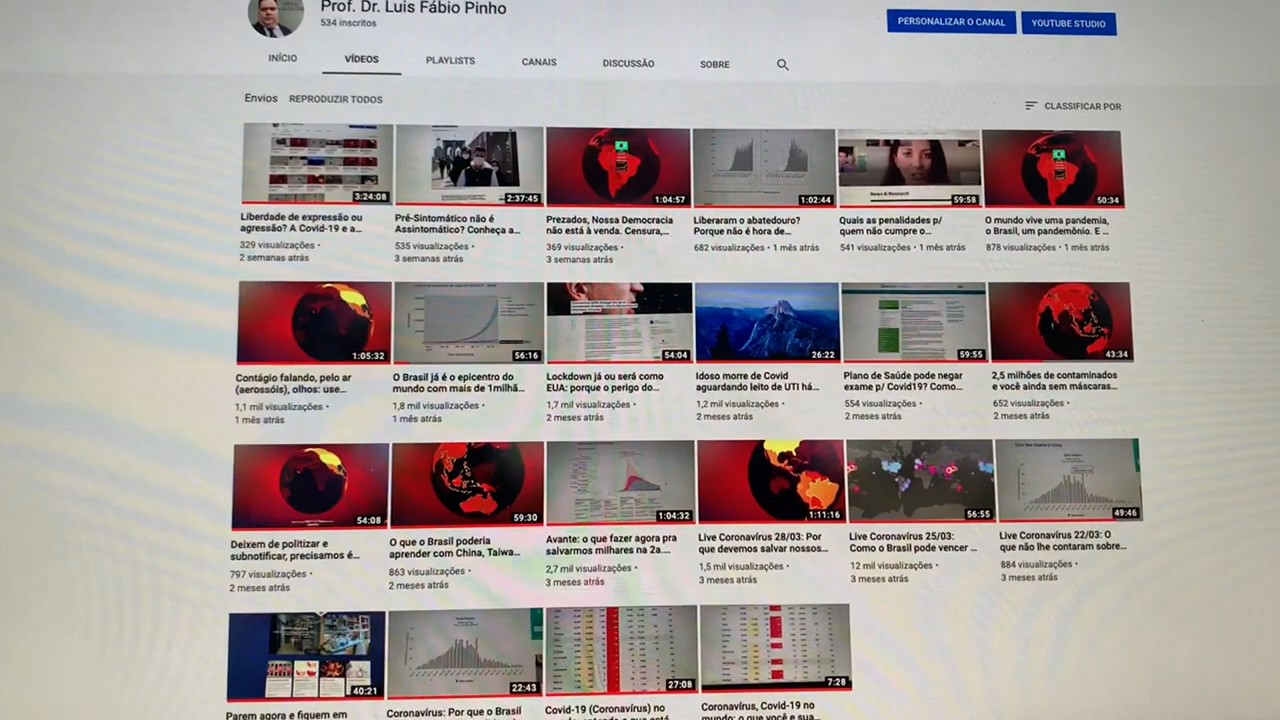 Prof. Dr. Luis Fábio Pinho
534 inscritos
PERSONALIZAR O CANAL
YOUTUBE STUDIO
INÍCIO
VÍDEOS
PLAYLISTS
CANAIS
DISCUSSÃO
SOBRE
Envios
REPRODUZIR TODOS
CLASSIFICAR POR
3:24:08
2:37:45
1:04:57
1:02:44
News & Research
59:58
50:34
Liberdade de expressão ou
agressão? A Covid-19 e a...
329 visualizações •
2 semanas atrás
Pré-Sintomático não é
Assintomático? Conheça a...
535 visualizações •
3 semanas atrás
Prezados, Nossa Democracia
não está à venda. Censura,...
369 visualizações •
3 semanas atrás
Liberaram o abatedouro?
Porque não é hora de...
682 visualizações • 1 mês atrás
Quais as penalidades p/
quem não cumpre o...
541 visualizações • 1 mês atrás
O mundo vive uma pandemia,
o Brasil, um pandemônio. E ...
878 visualizações • 1 mês atrás
1:05:32
56:16
54:04
26:22
59:55
43:34
Contágio falando, pelo ar
(aerossóis), olhos: use...
1,1 mil visualizações •
1 mês atrás
O Brasil já é o epicentro do
mundo com mais de 1milhã...
1,8 mil visualizações •
1 mês atrás
Lockdown já ou será como
EUA: porque o perigo do...
1,7 mil visualizações •
2 meses atrás
Idoso morre de Covid
aguardando leito de UTI há...
1,2 mil visualizações •
2 meses atrás
Plano de Saúde pode negar
exame p/ Covid19? Como...
554 visualizações •
2 meses atrás
2,5 milhões de contaminados
e você ainda sem máscaras...
652 visualizações •
2 meses atrás
54:08
59:30
1:04:32
1:11:16
56:55
49:46
Deixem de politizar e
subnotificar, precisamos é...
797 visualizações •
2 meses atrás
O que o Brasil poderia
aprender com China, Taiwa...
863 visualizações •
2 meses atrás
Avante: o que fazer agora pra
salvarmos milhares na 2a....
2,7 mil visualizações •
3 meses atrás
Live Coronavírus 28/03: Por
que devemos salvar nossos...
1,5 mil visualizações •
3 meses atrás
Live Coronavírus 25/03:
Como o Brasil pode vencer ...
12 mil visualizações •
3 meses atrás
Live Coronavírus 22/03: O
que não lhe contaram sobre...
884 visualizações •
3 meses atrás
40:21
22:43
27:08
7:28
Parem agora e fiquem em
Coronavírus: Por que o Brasil
Covid-19 (Coronavírus) no
Coronavírus, Covid-19 no
mundo: o que você e sua...